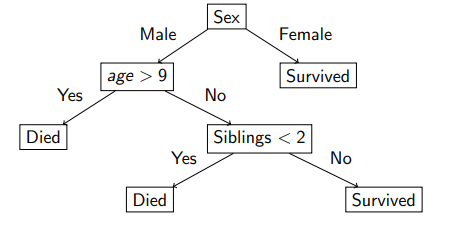 Sex
Male
Female
age > 9
Survived
Yes
No
Died
Siblings < 2
Yes
No
Died
Survived